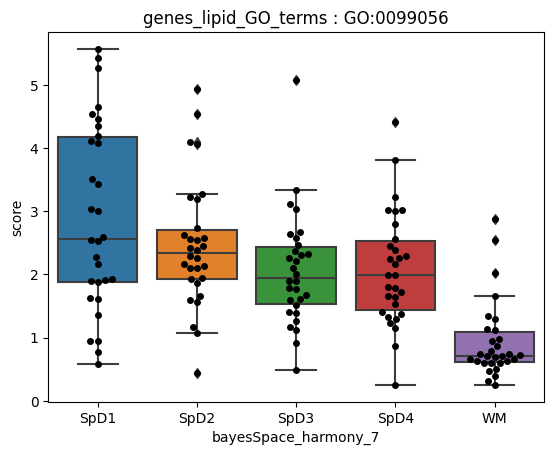 genes_lipid_GO_terms : GO:0099056
5
4
3
2
1
0
score
SpD1 SpD2 SpD3 SpD4 WM
bayesSpace_harmony_7